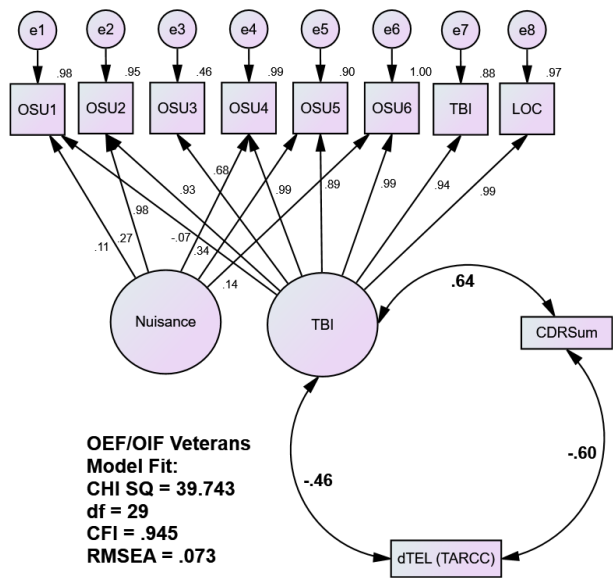 e1 e2 e3 e4 e5 e6 e7 e8
.98 .95 .46 .99 .90 1.00 .88 .97
OSU1 OSU2 OSU3 OSU4 OSU5 OSU6 TBI LOC
.68
.93 .99 .89 .99 .94 .99
.98
.27 -.07
.11 .34
.14
.64
Nuisance TBI CDRSum
OEF/OIF Veterans
Model Fit:
CHI SQ = 39.743
df = 29
CFI = .945
RMSEA = .073
-.60
-.46
dTEL (TARCC)